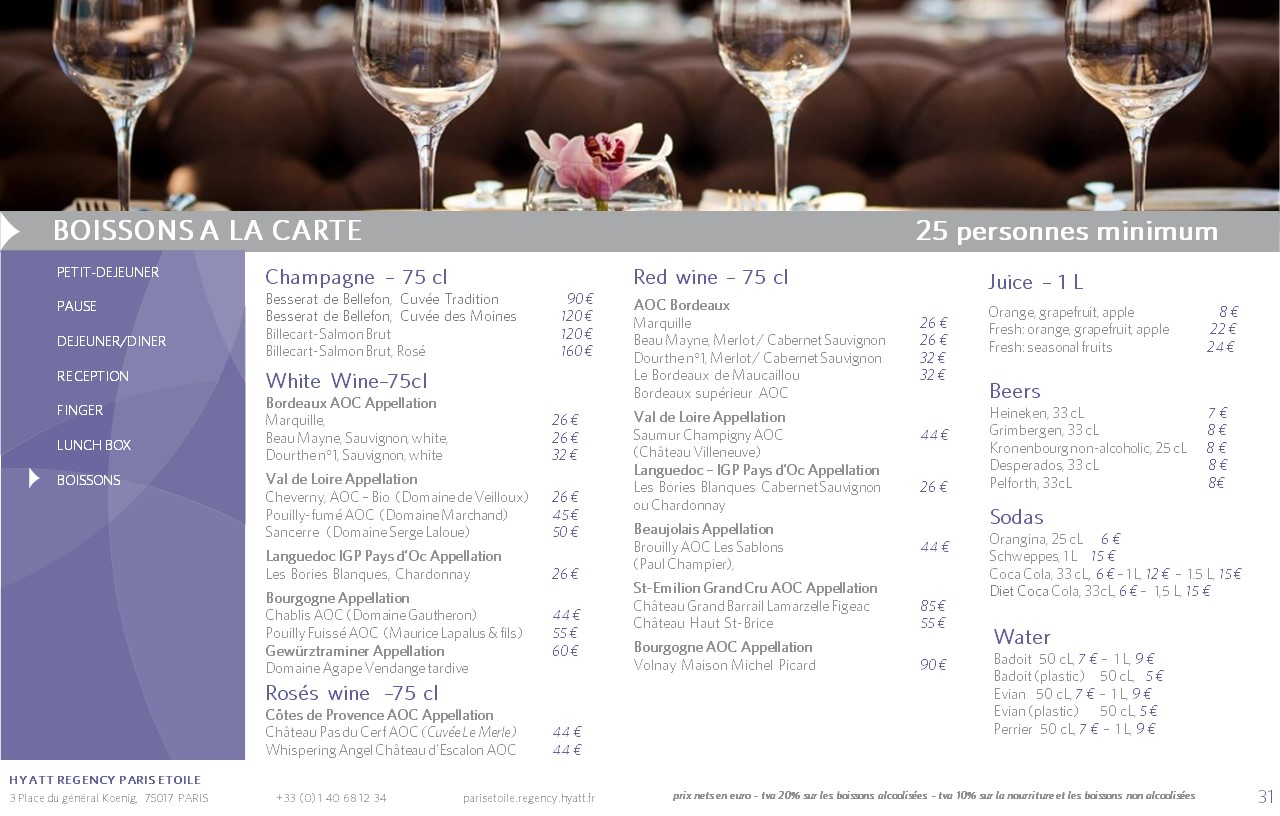 BOISSONS A LA CARTE
25 personnes minimum
PETIT-DEJEUNER
PAUSE
DEJEUNER/DINER
RECEPTION
FINGER
LUNCH BOX
BOISSONS
Champagne – 75 cl
Besserat de Bellefon, Cuvée Tradition 90 €
Besserat de Bellefon, Cuvée des Moines 120 €
Billecart-Salmon Brut 120 €
Billecart-Salmon Brut, Rosé 160 €
White Wine–75cl
Bordeaux AOC Appellation
Marquille, 26 €
Beau Mayne, Sauvignon, white, 26 €
Dourthe n°1, Sauvignon, white 32 €
Val de Loire Appellation
Cheverny, AOC – Bio (Domaine de Veilloux) 26 €
Pouilly-fumé AOC (Domaine Marchand) 45 €
Sancerre (Domaine Serge Laloue) 50 €
Languedoc IGP Pays d'Oc Appellation
Les Bories Blanques, Chardonnay 26 €
Bourgogne Appellation
Chablis AOC (Domaine Gautheron) 44 €
Pouilly Fuissé AOC (Maurice Lapalus & fils) 55 €
Gewürztraminer Appellation 60 €
Domaine Agape Vendange tardive
Rosés wine –75 cl
Côtes de Provence AOC Appellation
Château Pas du Cerf AOC (Cuvée Le Merle) 44 €
Whispering Angel Château d'Escalon AOC 44 €
Red wine – 75 cl
AOC Bordeaux
Marquille 26 €
Beau Mayne, Merlot / Cabernet Sauvignon 26 €
Dourthe n°1, Merlot / Cabernet Sauvignon 32 €
Le Bordeaux de Maucaillou 32 €
Bordeaux supérieur AOC
Val de Loire Appellation
Saumur Champigny AOC 44 €
(Château Villeneuve)
Languedoc – IGP Pays d'Oc Appellation
Les Bories Blanques Cabernet Sauvignon 26 €
ou Chardonnay
Beaujolais Appellation
Brouilly AOC Les Sablons 44 €
(Paul Champier),
St-Emilion Grand Cru AOC Appellation
Château Grand Barrail Lamarzelle Figeac 85 €
Château Haut St-Brice 55 €
Bourgogne AOC Appellation
Volnay Maison Michel Picard 90 €
Juice – 1 L
Orange, grapefruit, apple 8 €
Fresh: orange, grapefruit, apple 22 €
Fresh: seasonal fruits 24 €
Beers
Heineken, 33 cL 7 €
Grimbergen, 33 cL 8 €
Kronenbourg non-alcoholic, 25 cL 8 €
Desperados, 33 cL 8 €
Pelforth, 33cL 8€
Sodas
Orangina, 25 cL 6 €
Schweppes, 1 L 15 €
Coca Cola, 33 cL, 6 € – 1 L, 12 € – 1.5 L, 15 €
Diet Coca Cola, 33cL, 6 € – 1,5 L, 15 €
Water
Badoit 50 cL, 7 € – 1 L, 9 €
Badoit (plastic) 50 cL, 5 €
Evian 50 cL, 7 € – 1 L, 9 €
Evian (plastic) 50 cL, 5 €
Perrier 50 cL, 7 € – 1 L, 9 €
HYATT REGENCY PARIS ETOILE
3 Place du général Koenig, 75017 PARIS
+33 (0) 1 40 68 12 34
parisetoile.regency.hyatt.fr
prix nets en euro - tva 20% sur les boissons alcoolisées - tva 10% sur la nourriture et les boissons non alcoolisées
31